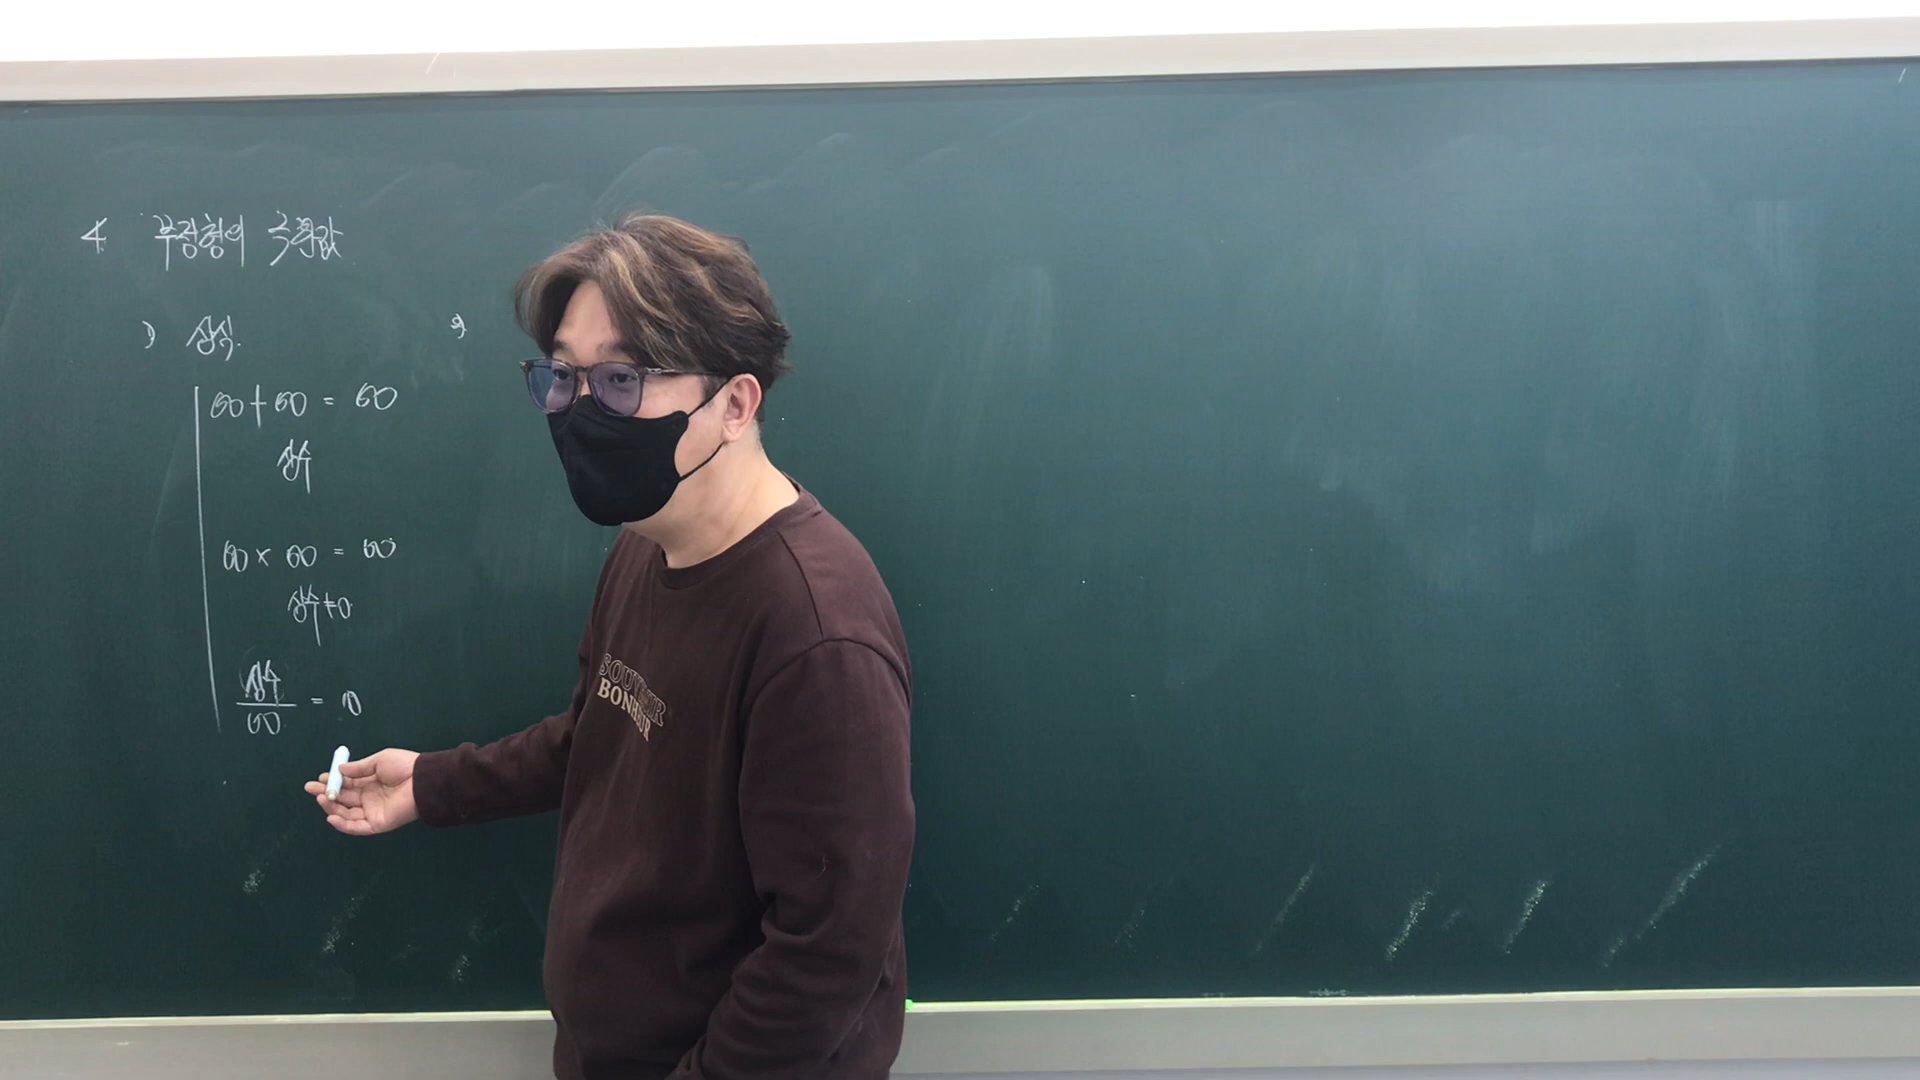 4. 부정형의 극한값
1) 상식.
2)
∞+∞ = ∞
상수
∞ × ∞ = ∞
상수≠0
상수
∞ = 0
SOUVENIR
BONHEUR